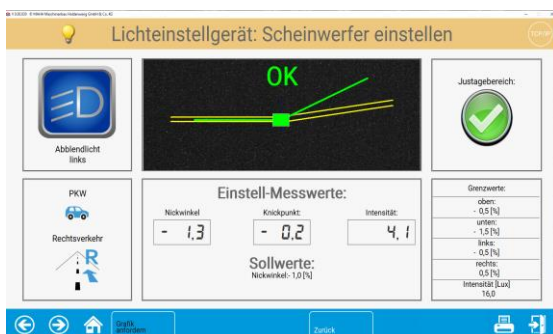 Lichteinstellgerät: Scheinwerfer einstellen
TCP/IP
Abblendlicht
links
OK
Justagebereich:
PKW
Rechtsverkehr
R
Einstell-Messwerte:
Nickwinkel
Knickpunkt:
Intensität:
- 1,3
- 0,2
4,1
Sollwerte:
Nickwinkel:- 1,0 [%]
Grenzwerte:
oben:
- 0,5 [%]
unten:
- 1,5 [%]
links:
- 0,5 [%]
rechts:
0,5 [%]
Intensität [Lux]
16,0
Grafik
anfordern
Zurück